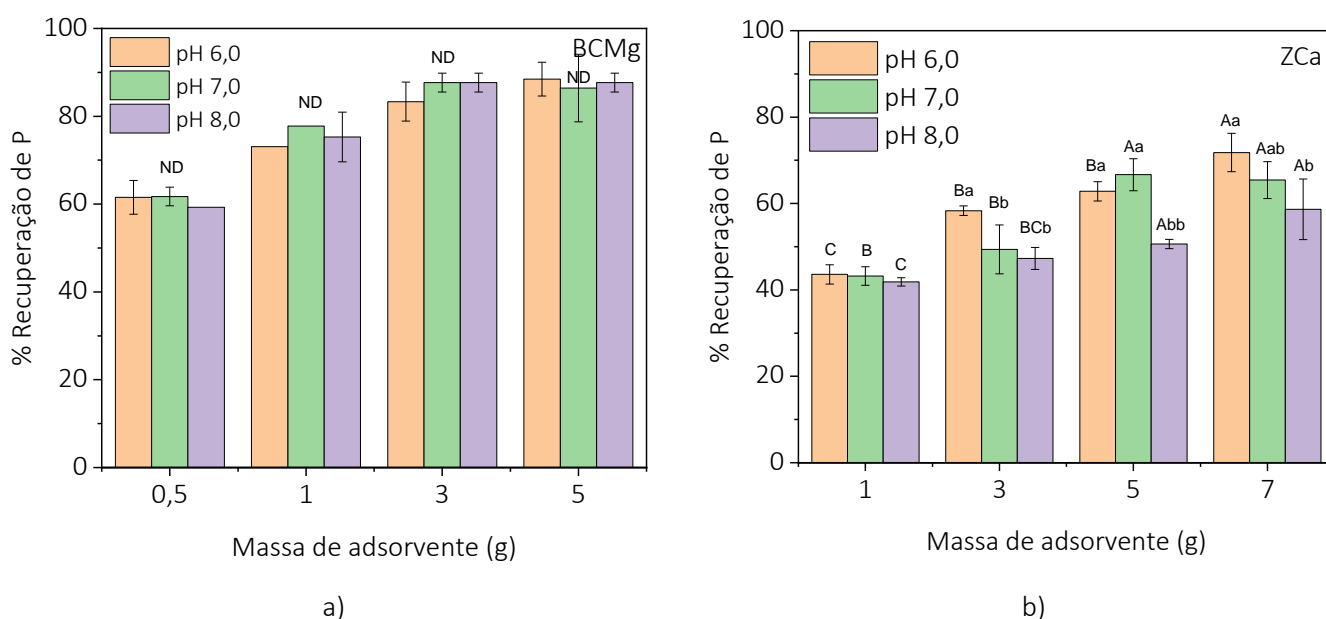 100
80
60
40
20
0
% Recuperação de P
pH 6,0
pH 7,0
pH 8,0
BCMg
ND
ND
ND
ND
0,5 1 3 5
Massa de adsorvente (g)
a)
100
80
60
40
20
0
% Recuperação de P
pH 6,0
pH 7,0
pH 8,0
ZCa
C B C
Ba Bb BCb
Ba Aa Abb
Aa Aab Ab
1 3 5 7
Massa de adsorvente (g)
b)